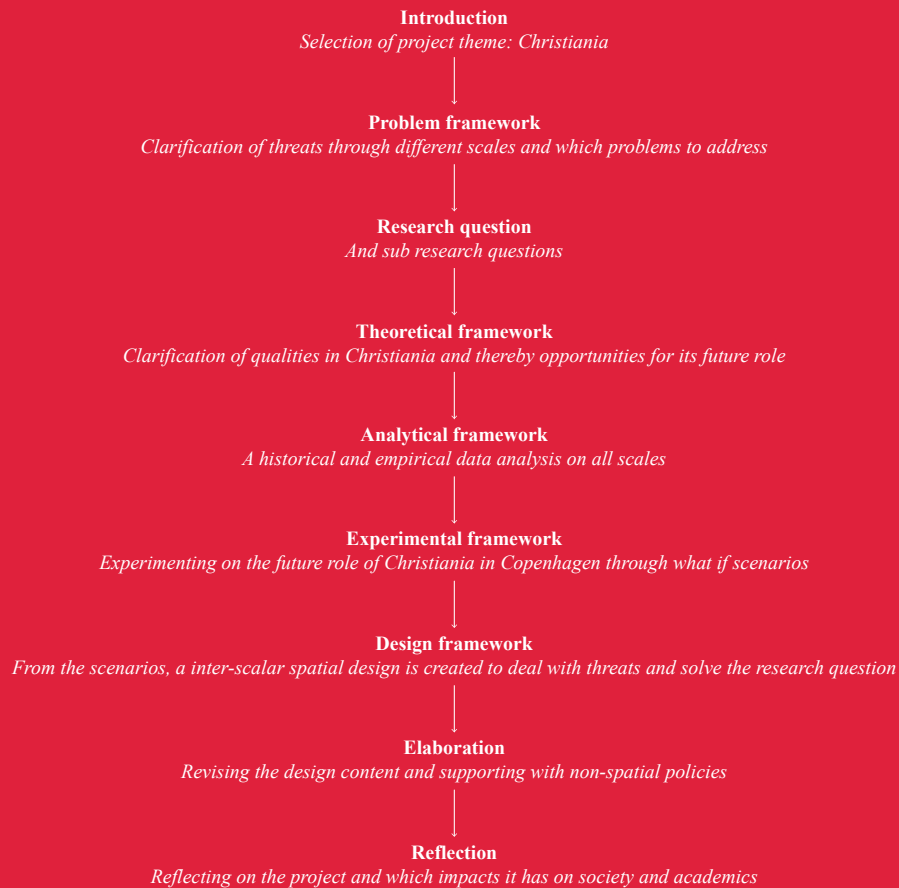 Introduction
Selection of project theme: Christiania
Problem framework
Clarification of threats through different scales and which problems to address
Research question
And sub research questions
Theoretical framework
Clarification of qualities in Christiania and thereby opportunities for its future role
Analytical framework
A historical and empirical data analysis on all scales
Experimental framework
Experimenting on the future role of Christiania in Copenhagen through what if scenarios
Design framework
From the scenarios, a inter-scalar spatial design is created to deal with threats and solve the research question
Elaboration
Revising the design content and supporting with non-spatial policies
Reflection
Reflecting on the project and which impacts it has on society and academics